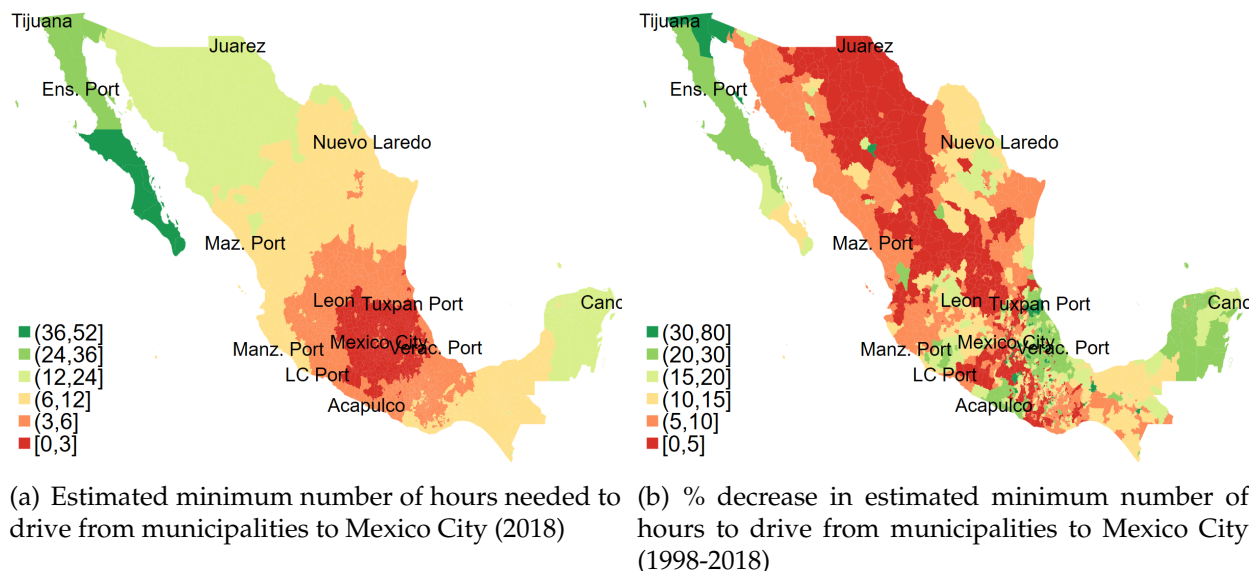 Tijuana
Juarez
Ens. Port
Nuevo Laredo
Maz. Port
Leon
Tuxpan Port
Canc
Mexico City
Verac. Port
Manz. Port
LC Port
Acapulco
(36,52]
(24,36]
(12,24]
(6,12]
(3,6]
[0,3]
(a) Estimated minimum number of hours needed to
drive from municipalities to Mexico City (2018)
Tijuana
Juarez
Ens. Port
Nuevo Laredo
Maz. Port
Leon
Tuxpan Port
Canc
Mexico City
Verac. Port
Manz. Port
LC Port
Acapulco
(30,80]
(20,30]
(15,20]
(10,15]
(5,10]
[0,5]
(b) % decrease in estimated minimum number of
hours to drive from municipalities to Mexico City
(1998-2018)